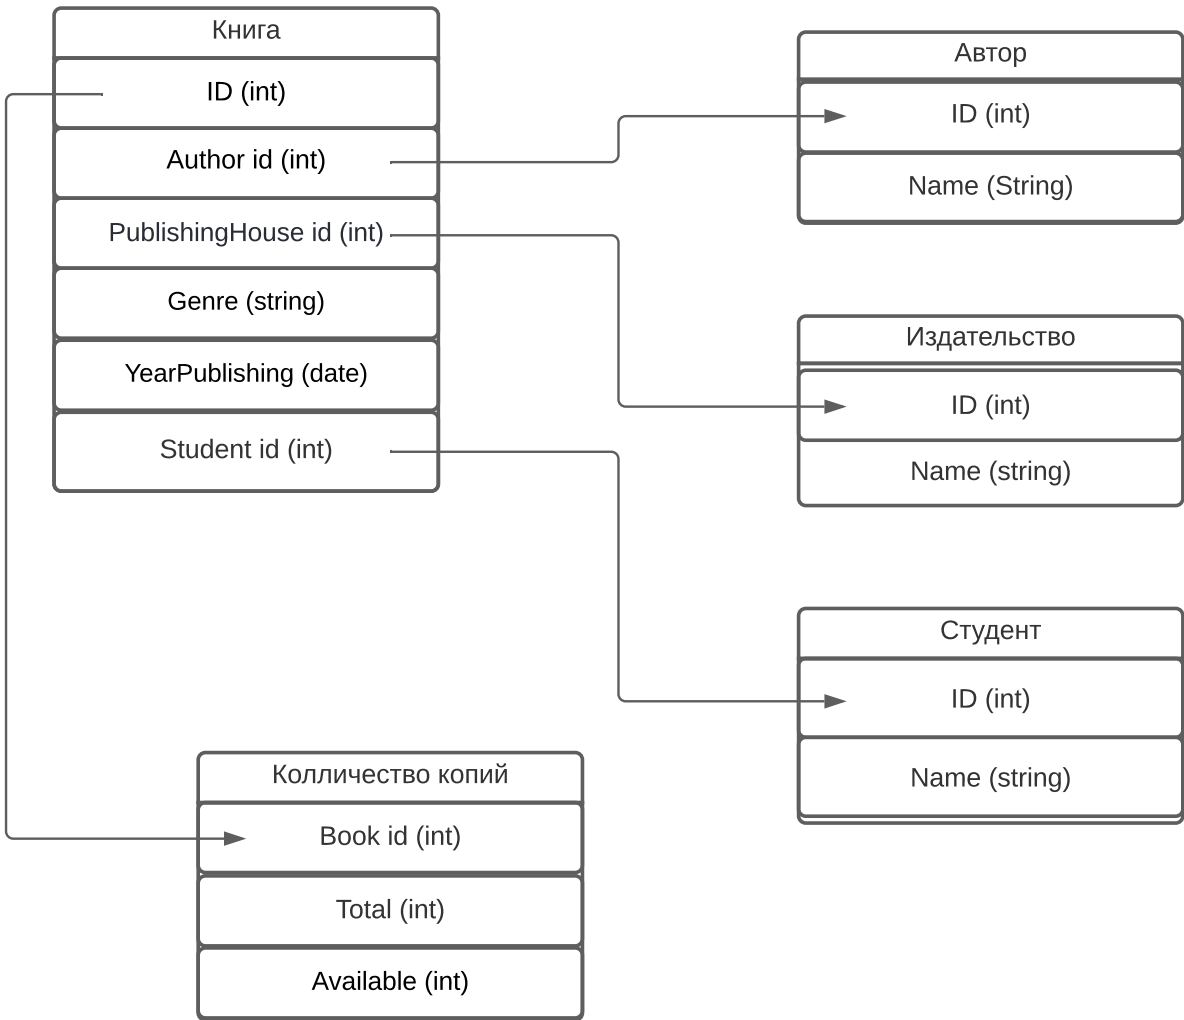 Книга
ID (int)
Author id (int)
PublishingHouse id (int)
Genre (string)
YearPublishing (date)
Student id (int)
Автор
ID (int)
Name (String)
Издательство
ID (int)
Name (string)
Студент
ID (int)
Name (string)
Колличество копий
Book id (int)
Total (int)
Available (int)